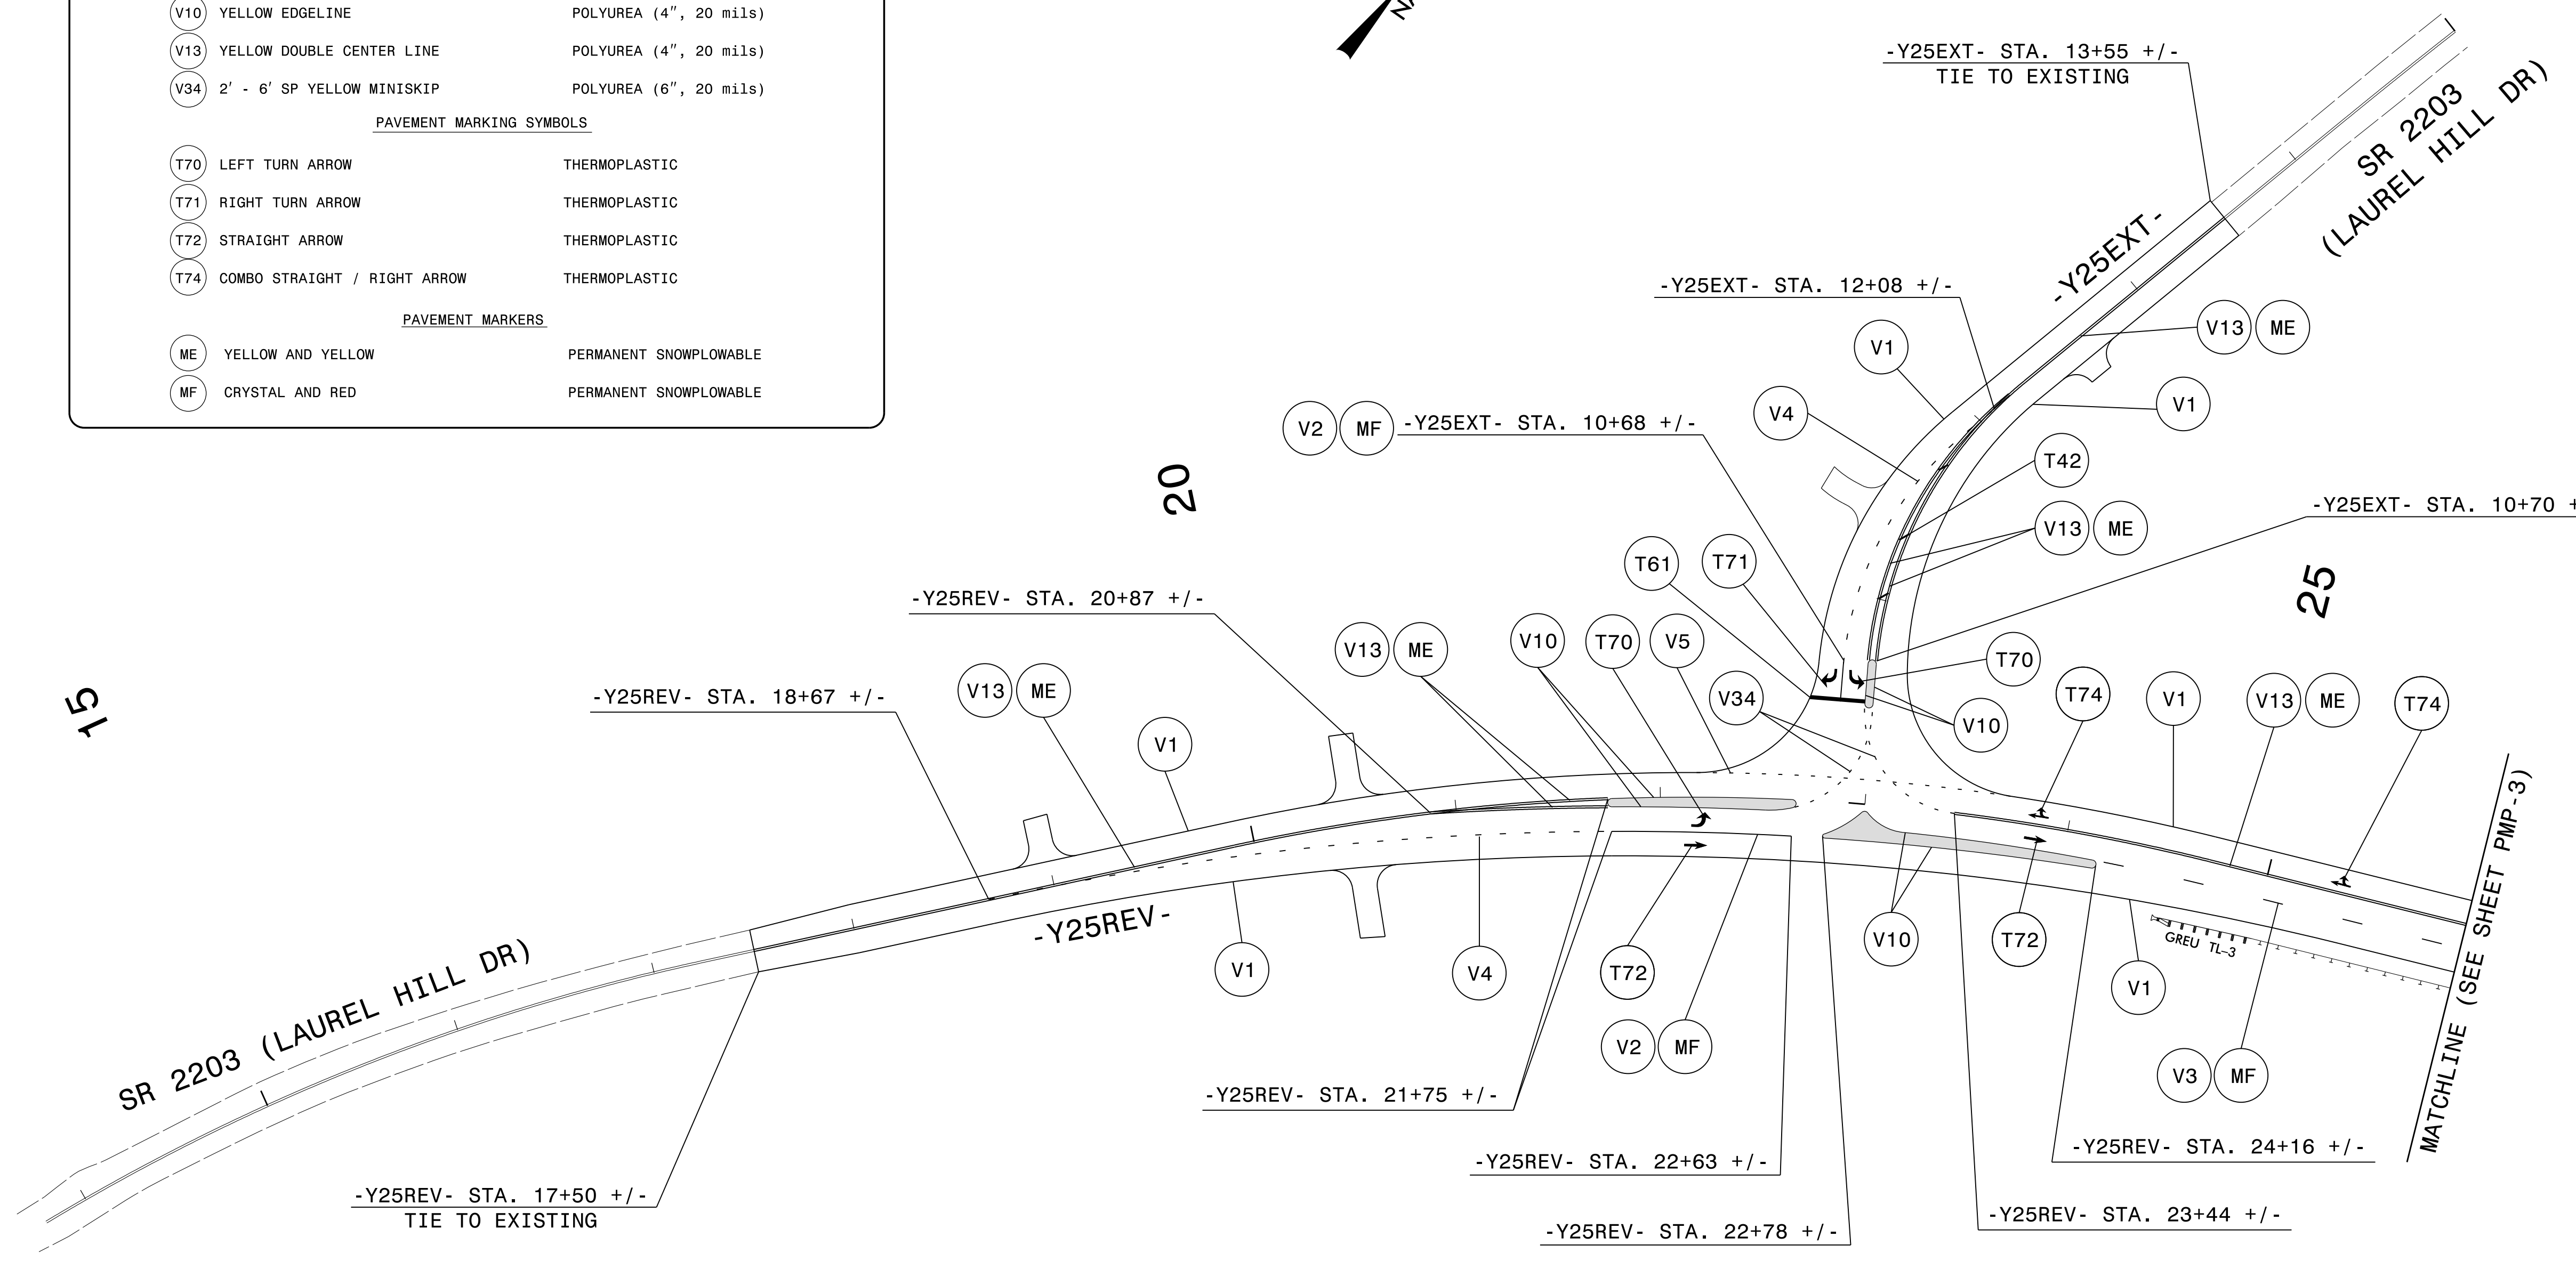 V10 YELLOW EDGELINE POLYUREA (4", 20 mils)
V13 YELLOW DOUBLE CENTER LINE POLYUREA (4", 20 mils)
V34 2' - 6' SP YELLOW MINISKIP POLYUREA (6", 20 mils)
PAVEMENT MARKING SYMBOLS
T70 LEFT TURN ARROW THERMOPLASTIC
T71 RIGHT TURN ARROW THERMOPLASTIC
T72 STRAIGHT ARROW THERMOPLASTIC
T74 COMBO STRAIGHT / RIGHT ARROW THERMOPLASTIC
PAVEMENT MARKERS
ME YELLOW AND YELLOW PERMANENT SNOWPLOWABLE
MF CRYSTAL AND RED PERMANENT SNOWPLOWABLE
-Y25EXT- STA. 13+55 +/-
TIE TO EXISTING
SR 2203
(LAUREL HILL DR)
-Y25EXT-
-Y25EXT- STA. 12+08 +/-
V13 ME
V1
V1
V4
V2 MF -Y25EXT- STA. 10+68 +/-
T42
20
-Y25EXT- STA. 10+70 +
V13 ME
T61
T71
25
-Y25REV- STA. 20+87 +/-
V13 ME
V10
T70
V5
T70
-Y25REV- STA. 18+67 +/-
V13 ME
V34
T74
V1
V13 ME
T74
15
V1
V10
-Y25REV-
V1
V4
T72
V10
T72
GREU TL-3
V1
SR 2203 (LAUREL HILL DR)
V2 MF
V3 MF
MATCHLINE (SEE SHEET PMP-3)
-Y25REV- STA. 21+75 +/-
-Y25REV- STA. 22+63 +/-
-Y25REV- STA. 24+16 +/-
-Y25REV- STA. 17+50 +/-
TIE TO EXISTING
-Y25REV- STA. 23+44 +/-
-Y25REV- STA. 22+78 +/-